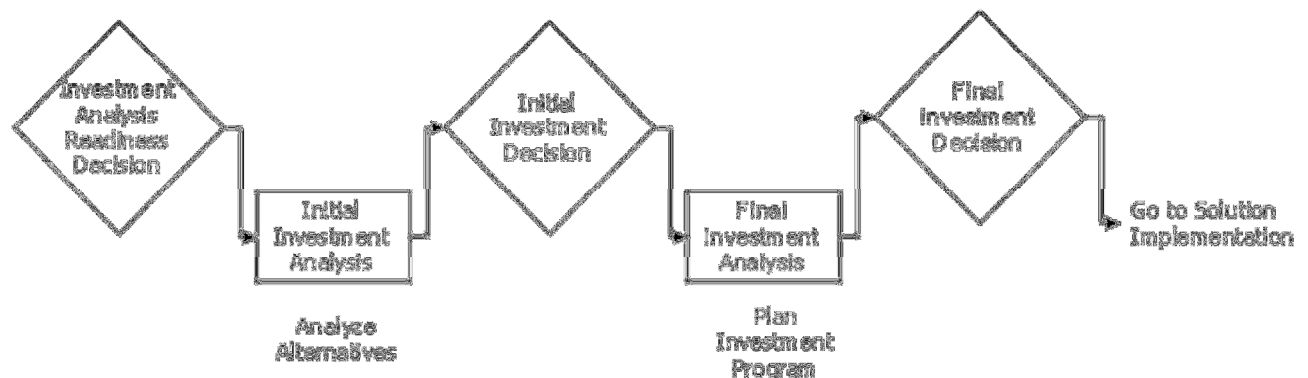 Investment
Analysis
Readiness
Decision
Initial
Investment
Analysis
Analyze
Alternatives
Initial
Investment
Decision
Final
Investment
Analysis
Plan
Investment
Program
Final
Investment
Decision
Go to Solution
Implementation